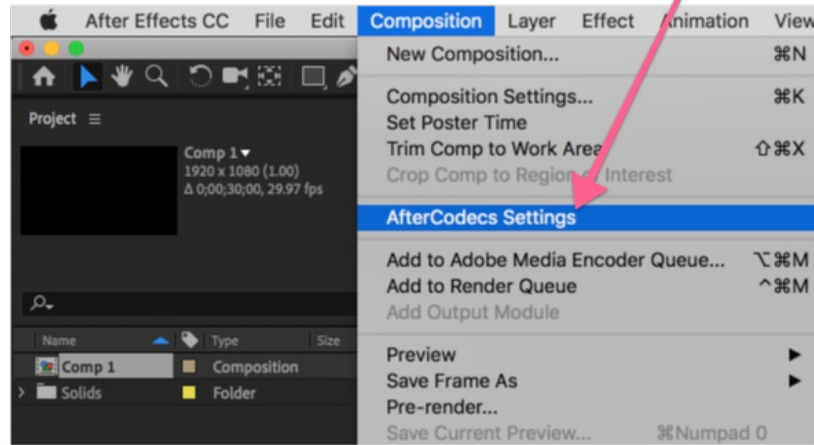 After Effects CC File Edit Composition Layer Effect Animation View
New Composition... ⌘N
Project
Composition Settings... ⌘K
Set Poster Time
Comp 1
Trim Comp to Work Area ⇧⌘X
1920 x 1080 (1.00)
Crop Comp to Region of Interest
Δ 0;00;30;00, 29.97 fps
AfterCodecs Settings
Add to Adobe Media Encoder Queue... ⌥⌘M
Add to Render Queue ^⌘M
Add Output Module
Name Type Size
Preview
Comp 1 Composition
Save Frame As
Solids Folder
Pre-render...
Save Current Preview... ⌘Numpad 0